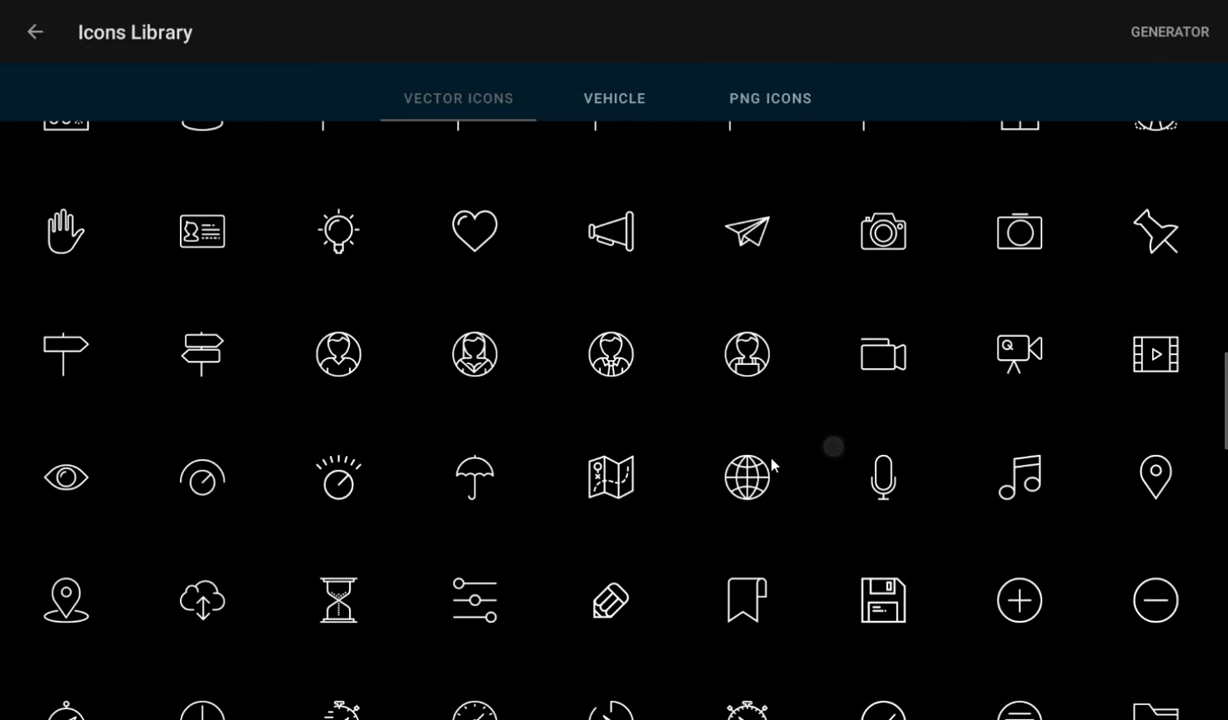 Icons Library
GENERATOR
VECTOR ICONS
VEHICLE
PNG ICONS